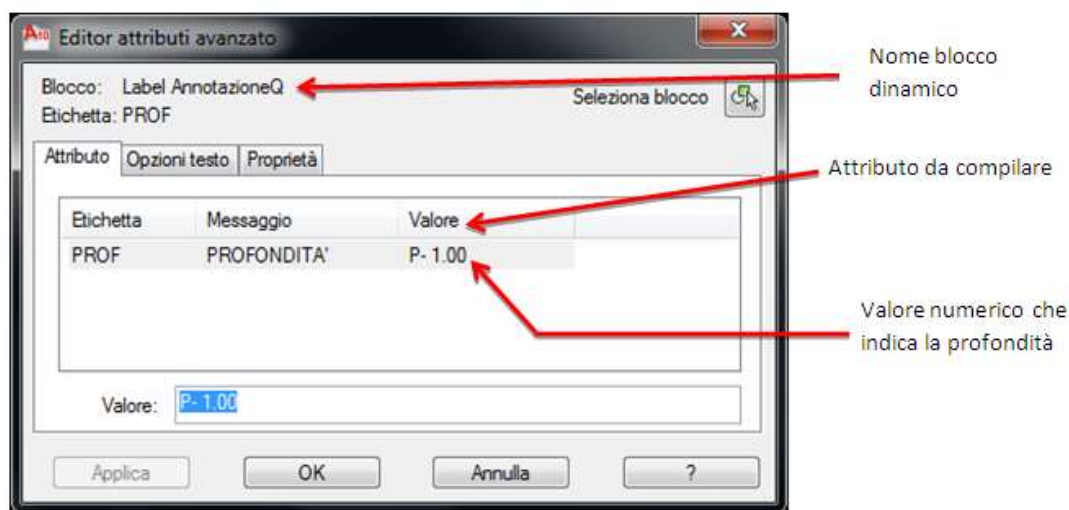 Editor attributi avanzato
Nome blocco
dinamico
Blocco: Label AnnotazioneQ
Seleziona blocco
Etichetta: PROF
Attributo Opzioni testo Proprietà
Attributo da compilare
Etichetta Messaggio Valore
PROF PROFONDITA' P- 1.00
Valore numerico che
indica la profondità
Valore: P- 1.00
Applica OK Annulla ?